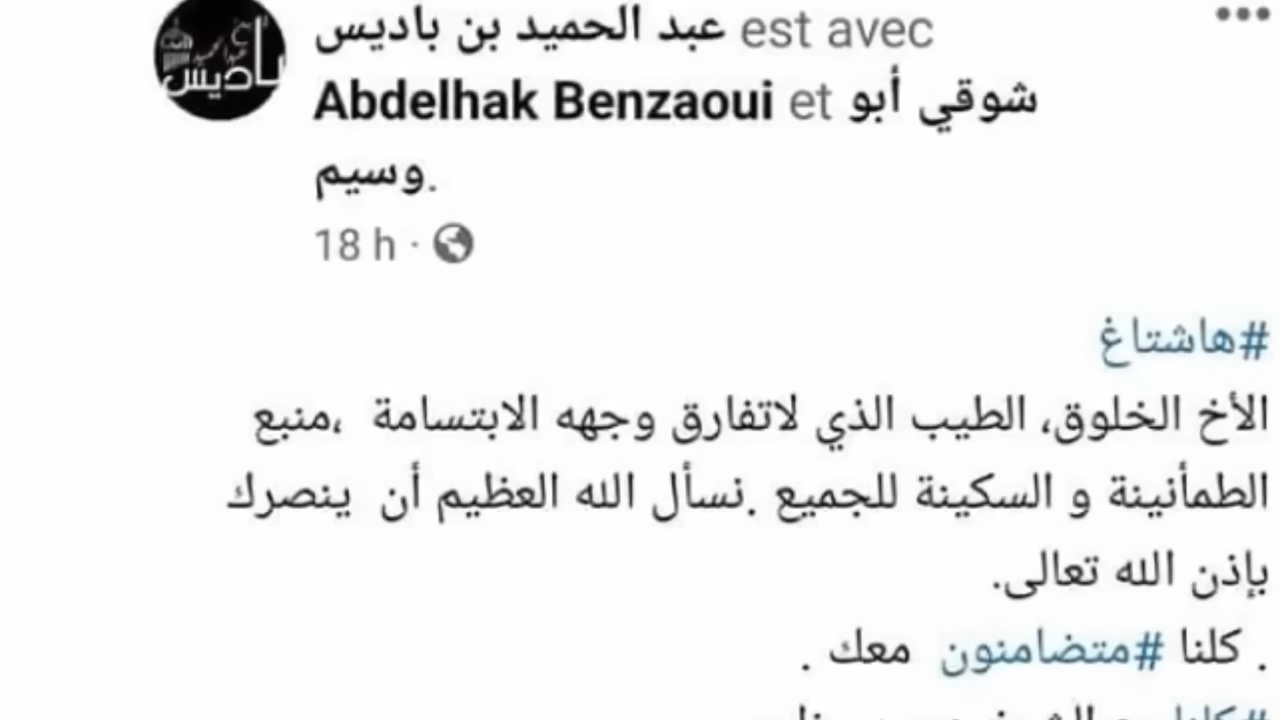 عبد الحميد بن باديس est avec
Abdelhak Benzaoui et شوقي أبو
وسيم.
18 h ·
#هاشتاغ
الأخ الخلوق، الطيب الذي لاتفارق وجهه الابتسامة ،منبع
الطمأنينة و السكينة للجميع .نسأل الله العظيم أن ينصرك
بإذن الله تعالى.
. كلنا #متضامنون معك .